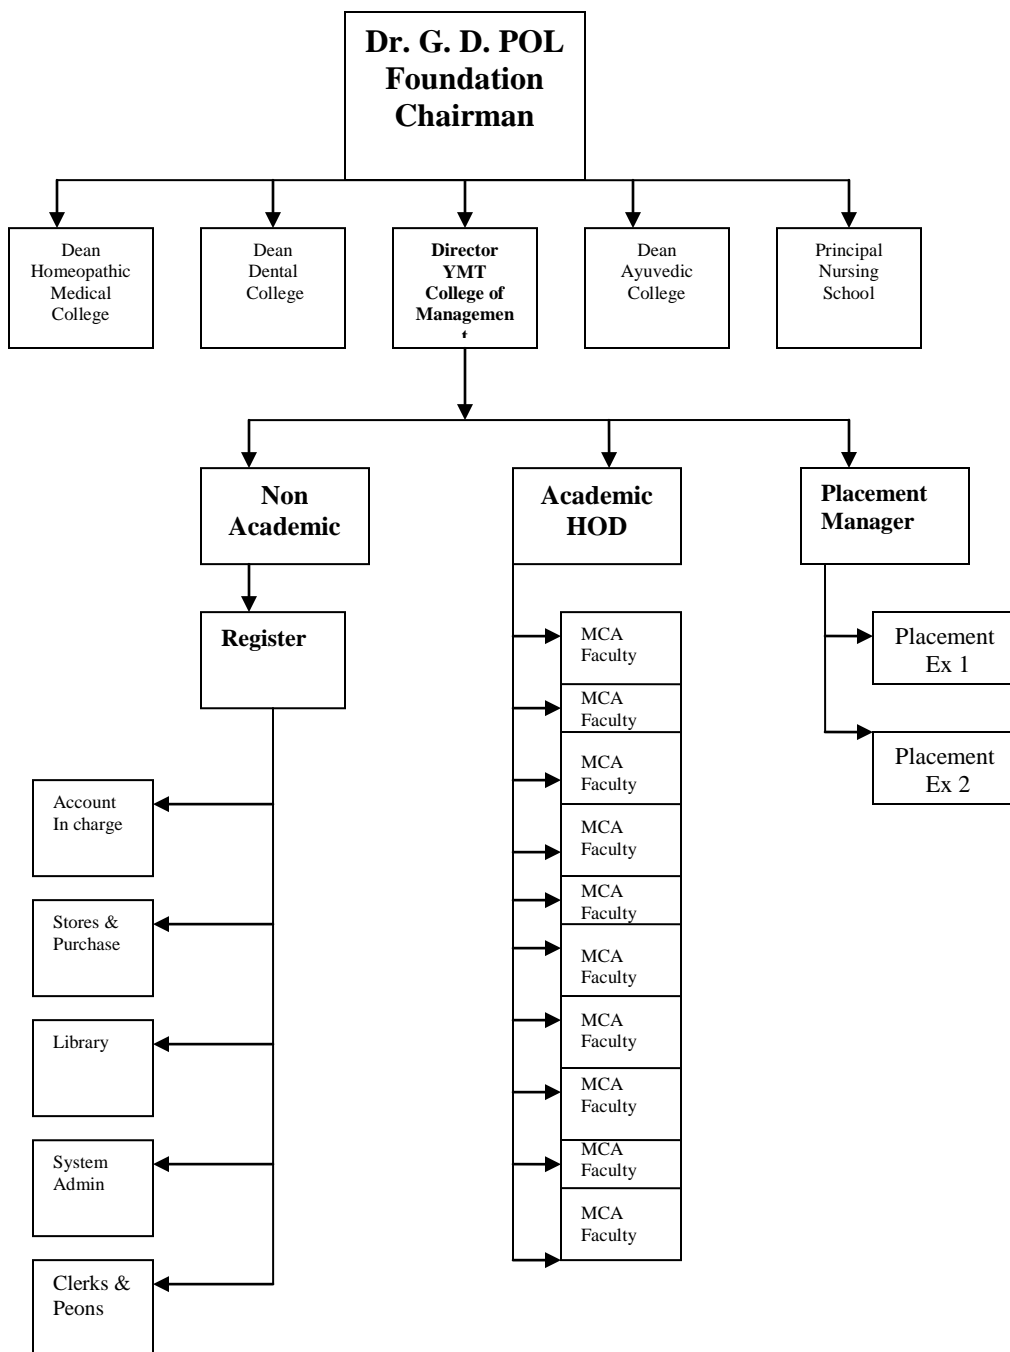 Dr. G. D. POL
Foundation
Chairman
Dean
Homeopathic
Medical
College
Dean
Dental
College
Director
YMT
College of
Managemen
t
Dean
Ayuvedic
College
Principal
Nursing
School
Non
Academic
Academic
HOD
Placement
Manager
Register
Account
In charge
Stores &
Purchase
Library
System
Admin
Clerks &
Peons
MCA
Faculty
MCA
Faculty
MCA
Faculty
MCA
Faculty
MCA
Faculty
MCA
Faculty
MCA
Faculty
MCA
Faculty
MCA
Faculty
MCA
Faculty
Placement
Ex 1
Placement
Ex 2